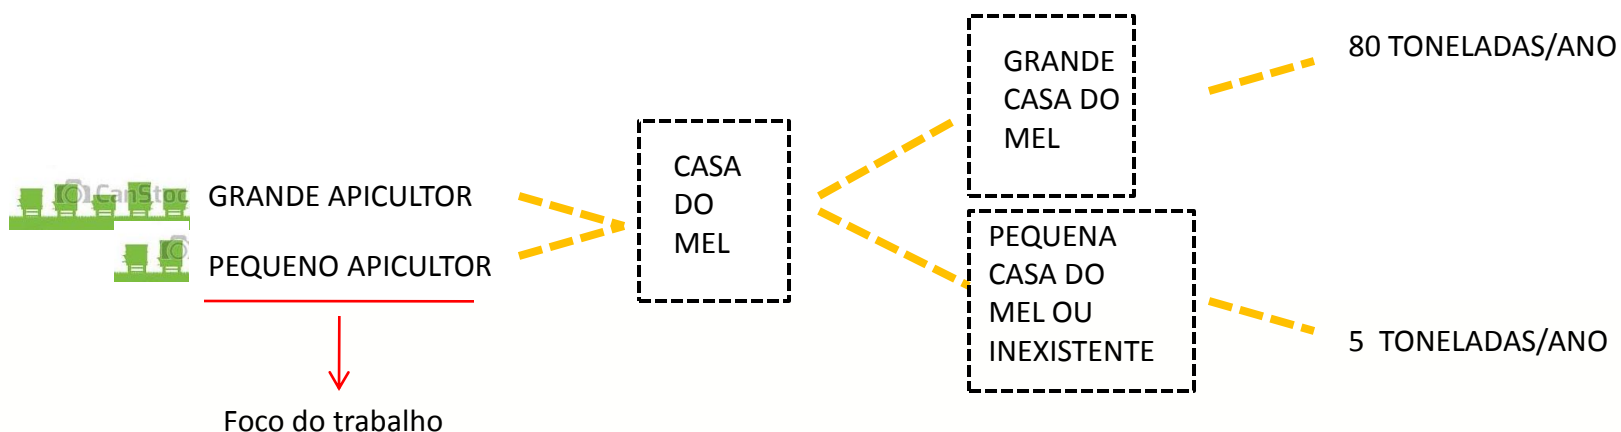 GRANDE APICULTOR
PEQUENO APICULTOR
Foco do trabalho
CASA
DO
MEL
GRANDE
CASA DO
MEL
PEQUENA
CASA DO
MEL OU
INEXISTENTE
80 TONELADAS/ANO
5 TONELADAS/ANO
CanStoc